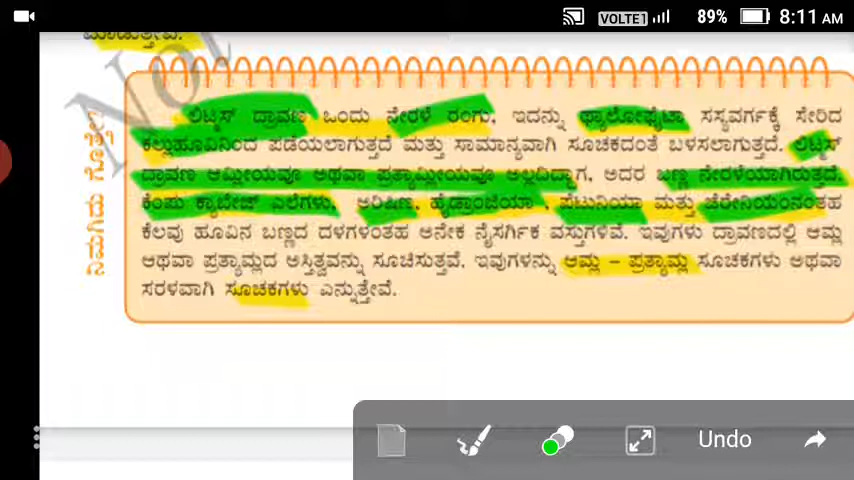 VOLTE1 89% 8:11 AM
ಮಾಡುತ್ತೇವೆ.
Not
ನಿಮಗಿದು ಗೊತ್ತೇ
ಲಿಟ್ಮಸ್ ದ್ರಾವಣ ಒಂದು ನೇರಳೆ ರಂಗು, ಇದನ್ನು ಥ್ಯಾಲೋಫೈಟಾ ಸಸ್ಯವರ್ಗಕ್ಕೆ ಸೇರಿದ
ಕಲ್ಲುಹೂವಿನಿಂದ ಪಡೆಯಲಾಗುತ್ತದೆ ಮತ್ತು ಸಾಮಾನ್ಯವಾಗಿ ಸೂಚಕದಂತೆ ಬಳಸಲಾಗುತ್ತದೆ. ಲಿಟ್ಮಸ್
ದ್ರಾವಣ ಆಮ್ಲೀಯವೂ ಅಥವಾ ಪ್ರತ್ಯಾಮ್ಲೀಯವೂ ಅಲ್ಲದಿದ್ದಾಗ, ಅದರ ಬಣ್ಣ ನೇರಳೆಯಾಗಿರುತ್ತದೆ.
ಕೆಂಪು ಕ್ಯಾಬೇಜ್ ಎಲೆಗಳು, ಅರಿಷಿಣ, ಹೈಡ್ರಾಂಜಿಯಾ, ಪೆಟುನಿಯಾ ಮತ್ತು ಜೆರೇನಿಯಂನಂತಹ
ಕೆಲವು ಹೂವಿನ ಬಣ್ಣದ ದಳಗಳಂತಹ ಅನೇಕ ನೈಸರ್ಗಿಕ ವಸ್ತುಗಳಿವೆ. ಇವುಗಳು ದ್ರಾವಣದಲ್ಲಿ ಆಮ್ಲ
ಅಥವಾ ಪ್ರತ್ಯಾಮ್ಲದ ಅಸ್ತಿತ್ವವನ್ನು ಸೂಚಿಸುತ್ತವೆ. ಇವುಗಳನ್ನು ಆಮ್ಲ – ಪ್ರತ್ಯಾಮ್ಲ ಸೂಚಕಗಳು ಅಥವಾ
ಸರಳವಾಗಿ ಸೂಚಕಗಳು ಎನ್ನುತ್ತೇವೆ.
Undo